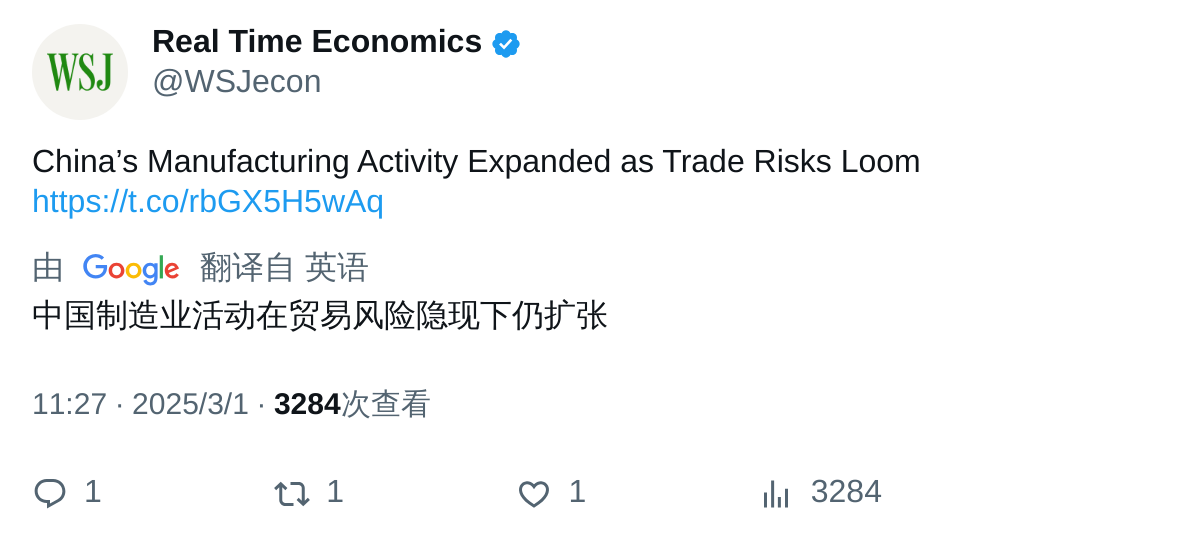 WSJ
Real Time Economics
@WSJecon
China’s Manufacturing Activity Expanded as Trade Risks Loom
https://t.co/rbGX5H5wAq
由 Google 翻译自 英语
中国制造业活动在贸易风险隐现下仍扩张
11:27 · 2025/3/1 · 3284次查看
1 1 1 3284